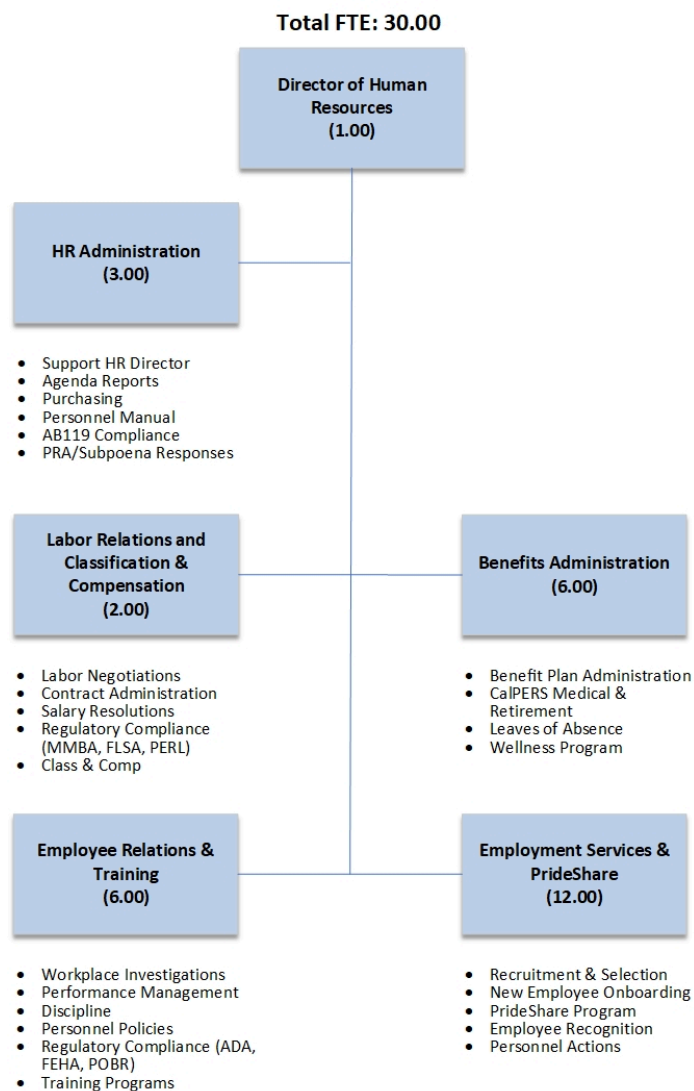 Total FTE: 30.00
Director of Human
Resources
(1.00)
HR Administration
(3.00)
• Support HR Director
• Agenda Reports
• Purchasing
• Personnel Manual
• AB119 Compliance
• PRA/Subpoena Responses
Labor Relations and
Classification &
Compensation
(2.00)
• Labor Negotiations
• Contract Administration
• Salary Resolutions
• Regulatory Compliance
(MMBA, FLSA, PERL)
• Class & Comp
Benefits Administration
(6.00)
• Benefit Plan Administration
• CalPERS Medical &
Retirement
• Leaves of Absence
• Wellness Program
Employee Relations &
Training
(6.00)
• Workplace Investigations
• Performance Management
• Discipline
• Personnel Policies
• Regulatory Compliance (ADA,
FEHA, POBR)
• Training Programs
Employment Services &
PrideShare
(12.00)
• Recruitment & Selection
• New Employee Onboarding
• PrideShare Program
• Employee Recognition
• Personnel Actions